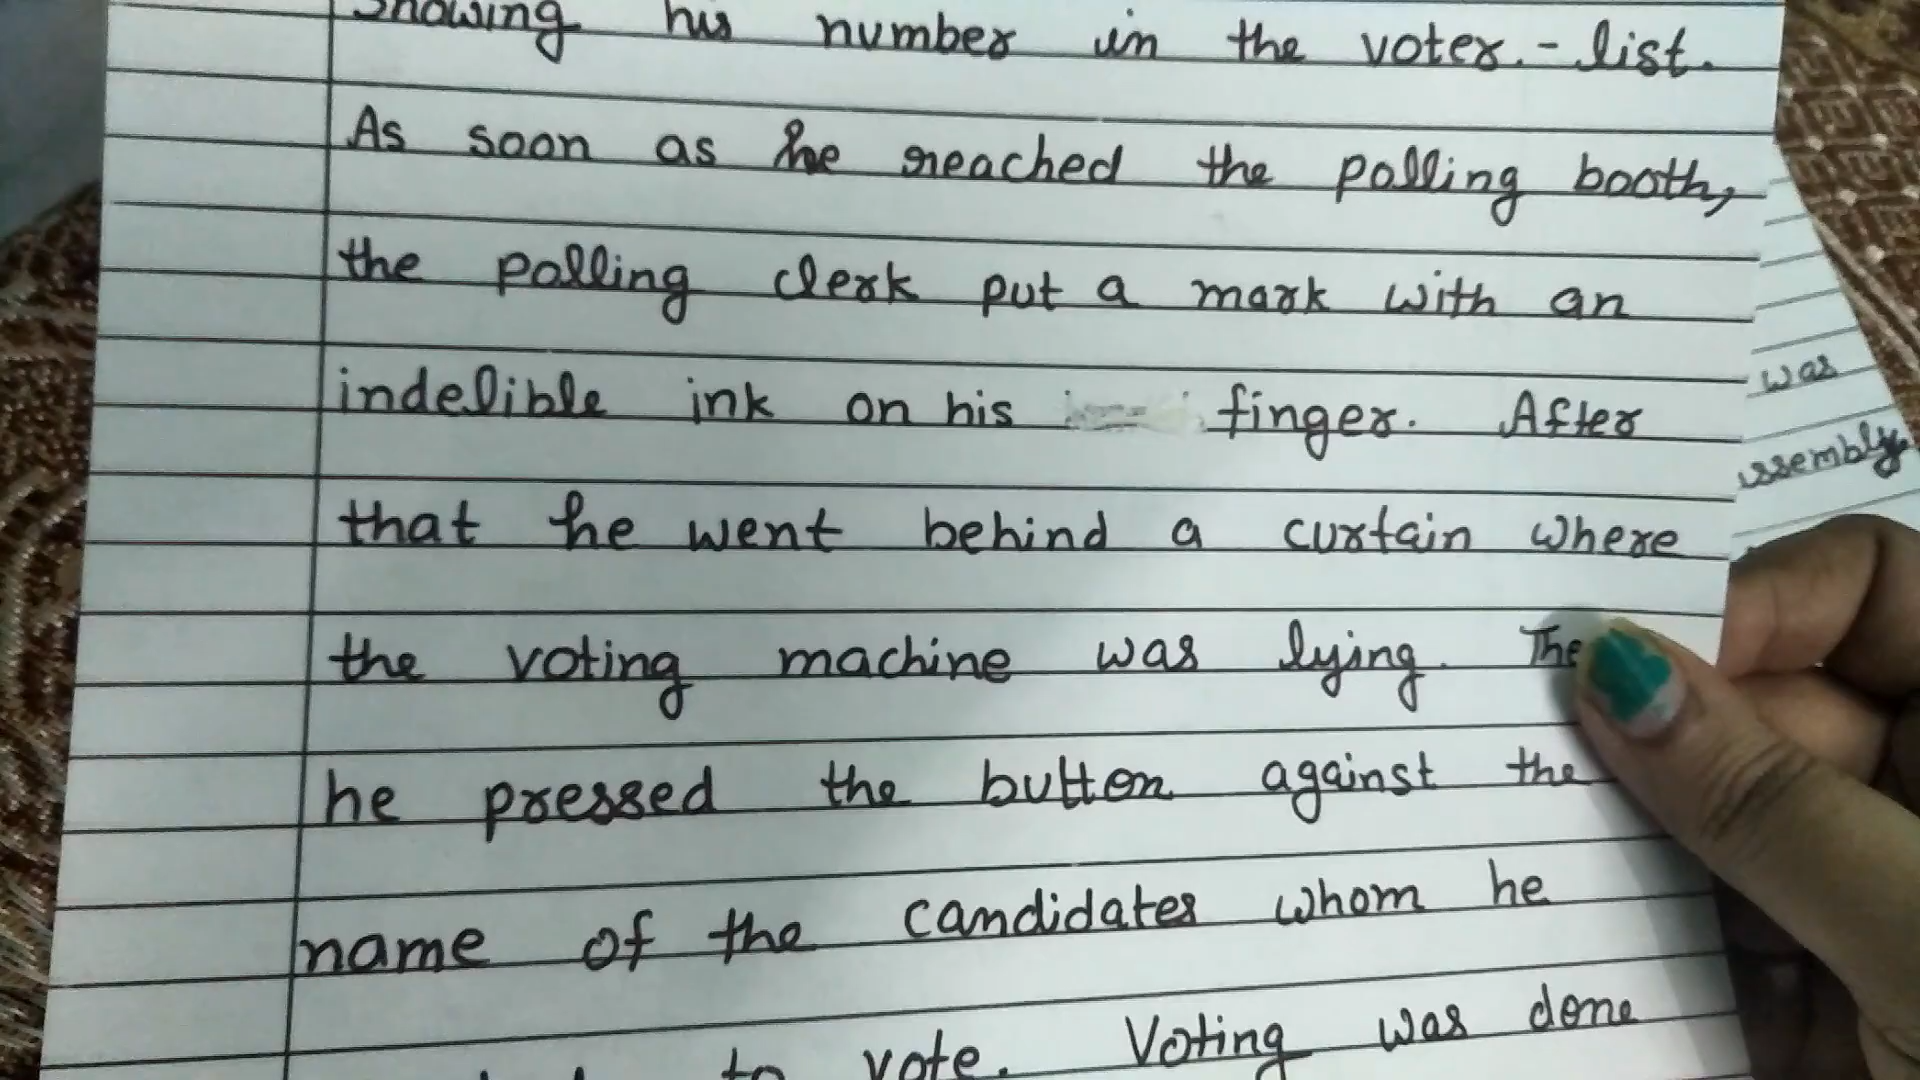 showing his number in the voter.- list.
As soon as he reached the polling booth,
the polling clerk put a mark with an
indelible ink on his finger. After
that he went behind a curtain where
the voting machine was lying. The
he pressed the button against the
name of the candidates whom he
to vote. Voting was done
was
ssembly